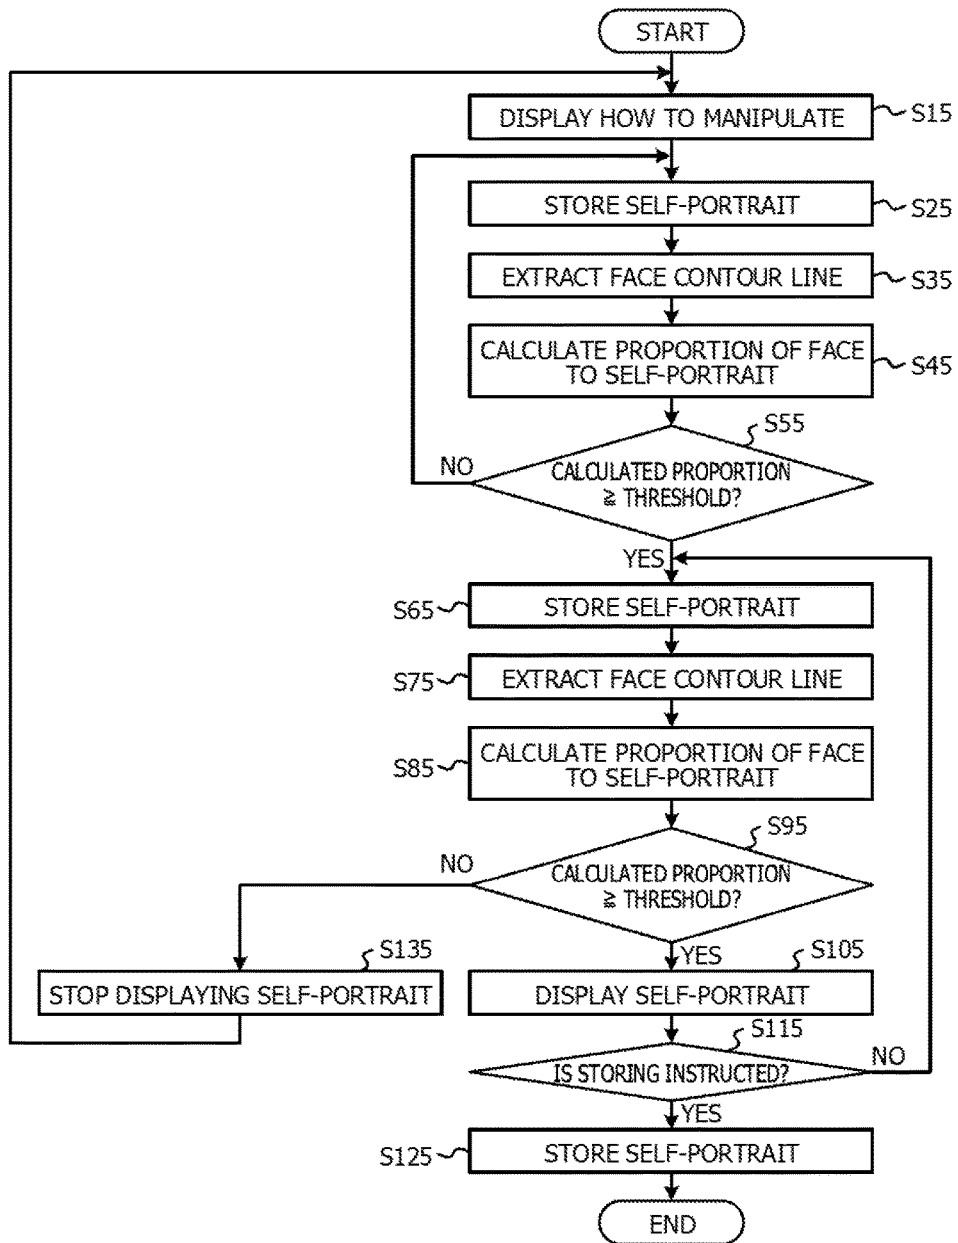 START
DISPLAY HOW TO MANIPULATE
S15
STORE SELF-PORTRAIT
S25
EXTRACT FACE CONTOUR LINE
S35
CALCULATE PROPORTION OF FACE
TO SELF-PORTRAIT
S45
S55
NO
CALCULATED PROPORTION
≧ THRESHOLD?
YES
S65
STORE SELF-PORTRAIT
S75
EXTRACT FACE CONTOUR LINE
S85
CALCULATE PROPORTION OF FACE
TO SELF-PORTRAIT
S95
NO
CALCULATED PROPORTION
≧ THRESHOLD?
YES
S135
STOP DISPLAYING SELF-PORTRAIT
S105
DISPLAY SELF-PORTRAIT
S115
IS STORING INSTRUCTED?
NO
YES
S125
STORE SELF-PORTRAIT
END